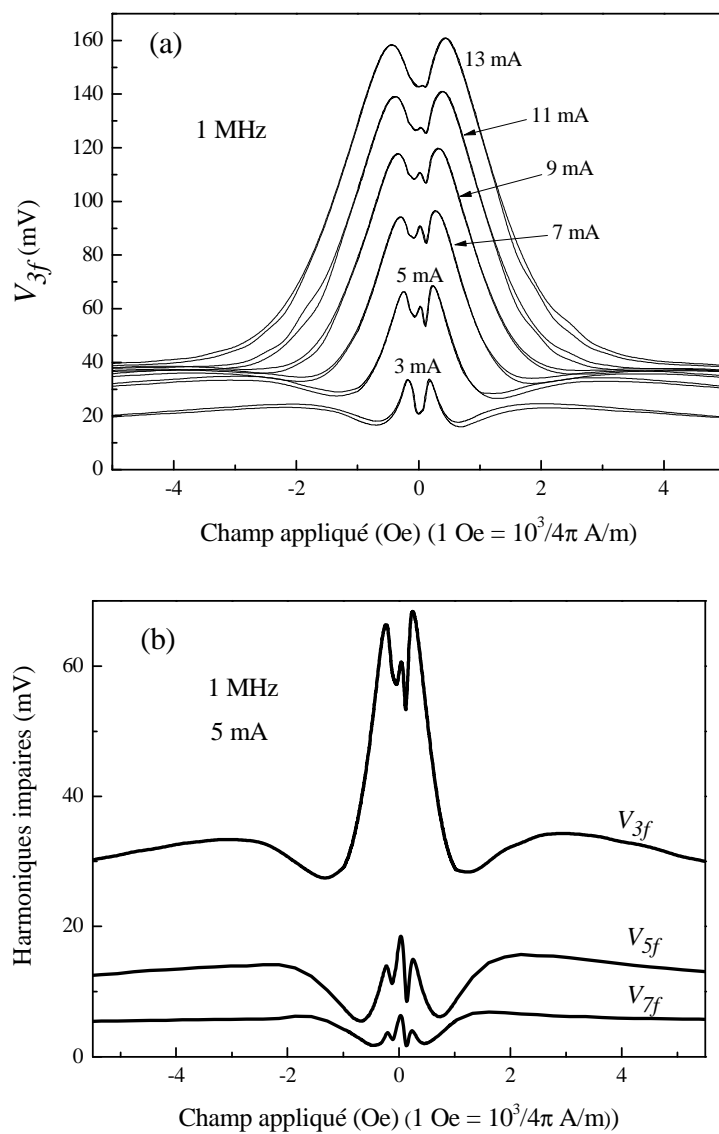 (a)
160
140
120
100
80
60
40
20
0
V3f (mV)
1 MHz
13 mA
11 mA
9 mA
7 mA
5 mA
3 mA
-4 -2 0 2 4
Champ appliqué (Oe) (1 Oe = 10³/4π A/m)
(b)
60
40
20
0
Harmoniques impaires (mV)
1 MHz
5 mA
V3f
V5f
V7f
-4 -2 0 2 4
Champ appliqué (Oe) (1 Oe = 10³/4π A/m))